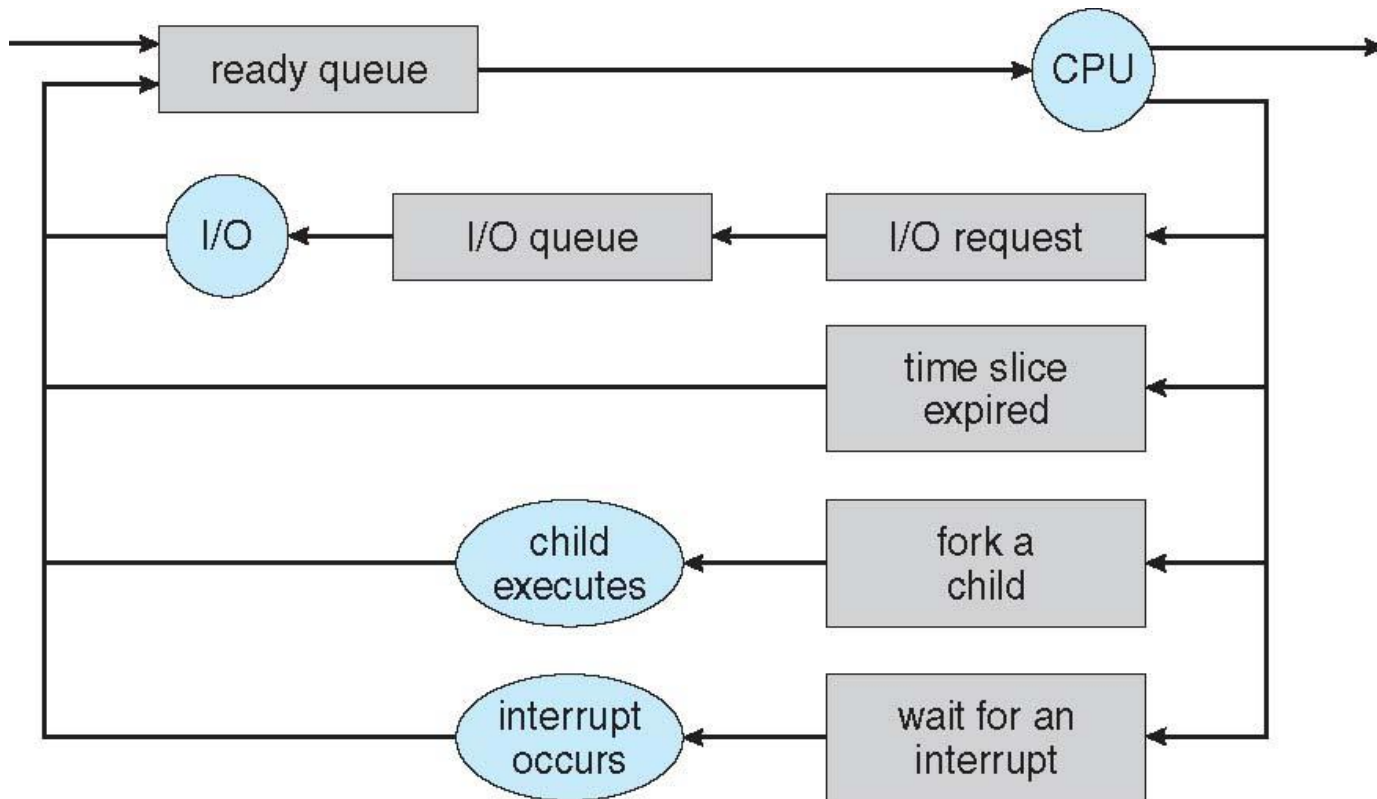 ready queue
CPU
I/O
I/O queue
I/O request
time slice
expired
child
executes
fork a
child
interrupt
occurs
wait for an
interrupt